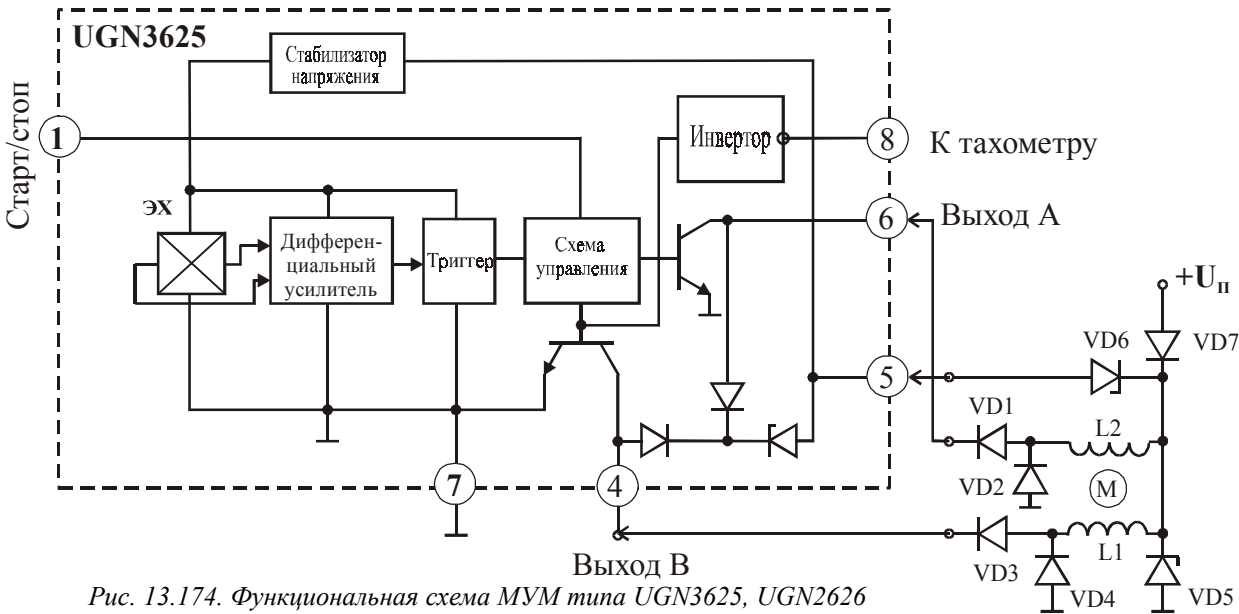 UGN3625
Стабилизатор
напряжения
Старт/стоп
1
Инвертор
8
К тахометру
ЭХ
6
Выход А
Дифферен-
циальный
усилитель
Триггер
Схема
управления
+Uп
VD6
VD7
5
VD1
L2
VD2
М
7
4
L1
Выход В
VD3
VD4
VD5
Рис. 13.174. Функциональная схема МУМ типа UGN3625, UGN2626